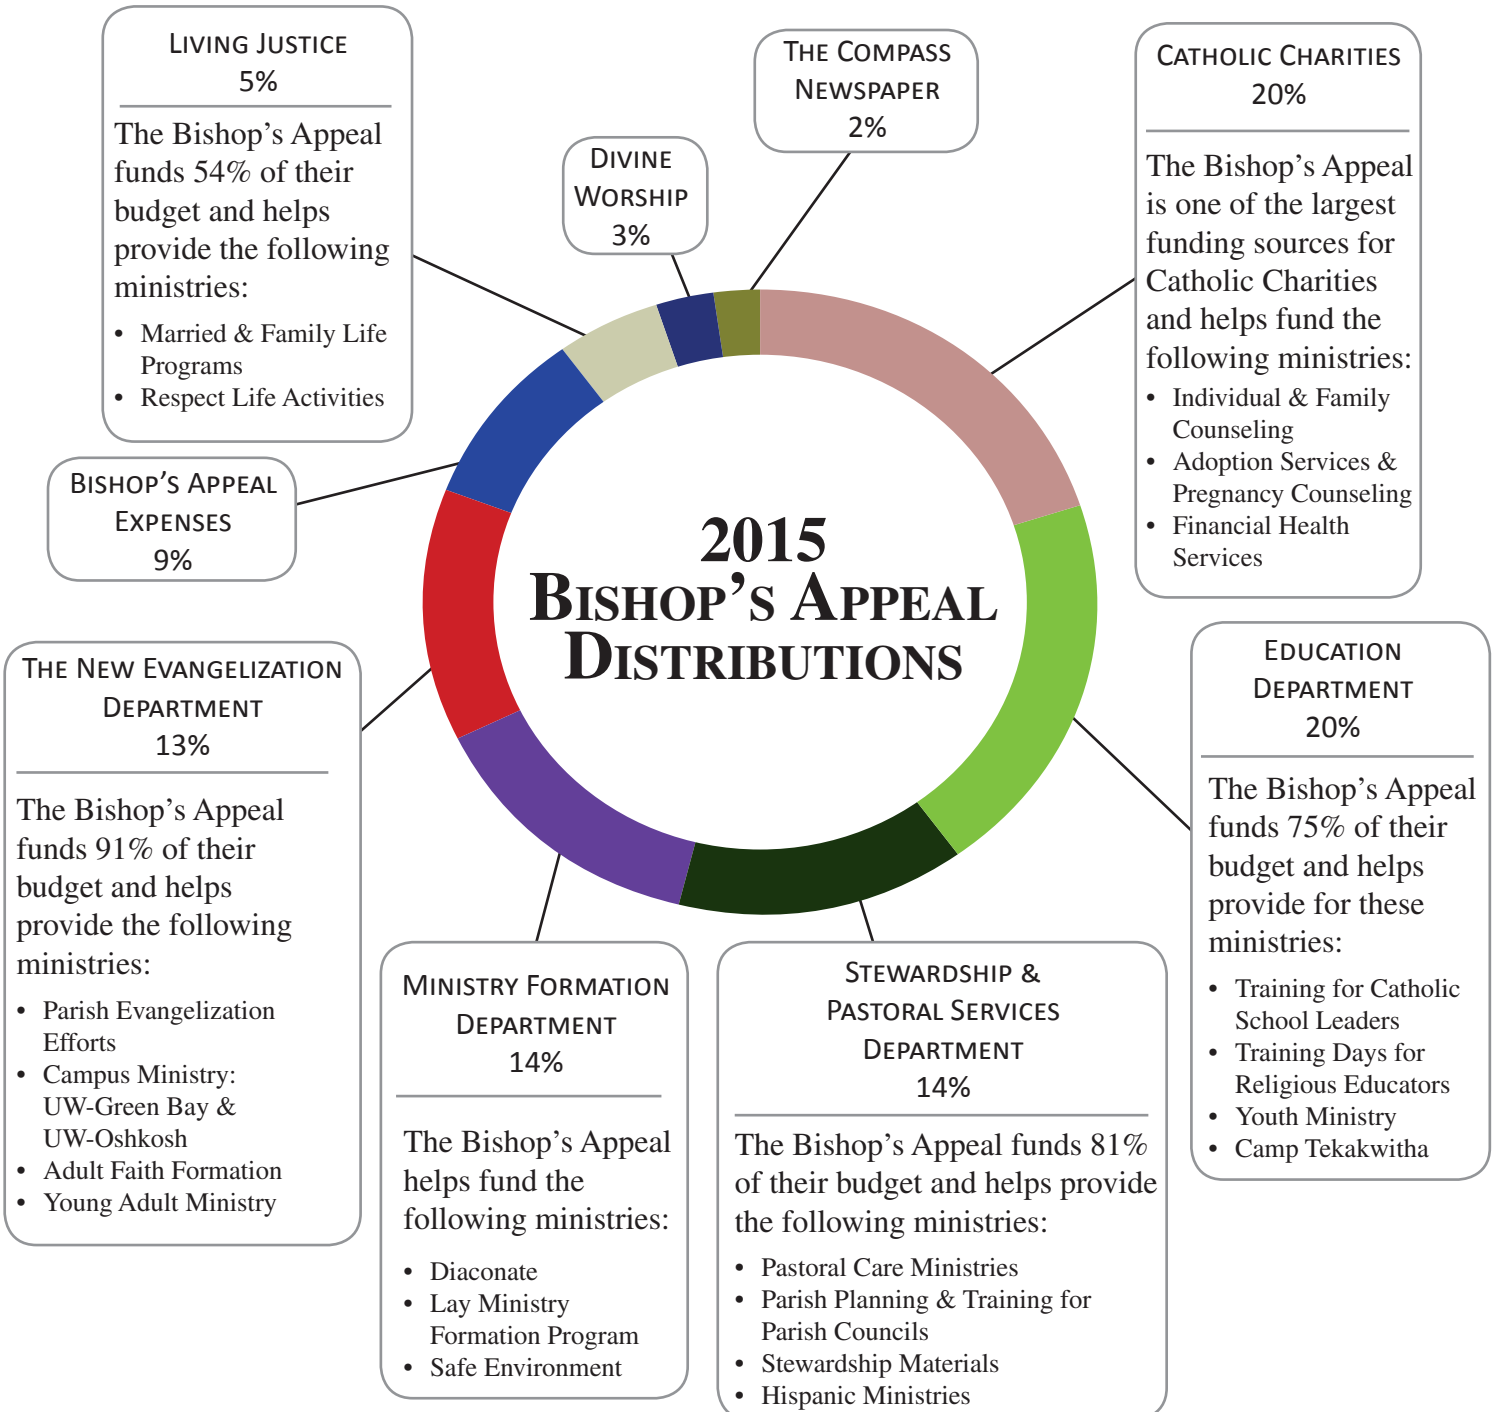 LIVING JUSTICE
5%
The Bishop's Appeal
funds 54% of their
budget and helps
provide the following
ministries:
• Married & Family Life
Programs
• Respect Life Activities
DIVINE
WORSHIP
3%
THE COMPASS
NEWSPAPER
2%
CATHOLIC CHARITIES
20%
The Bishop's Appeal
is one of the largest
funding sources for
Catholic Charities
and helps fund the
following ministries:
• Individual & Family
Counseling
• Adoption Services &
Pregnancy Counseling
• Financial Health
Services
BISHOP'S APPEAL
EXPENSES
9%
2015
BISHOP'S APPEAL
DISTRIBUTIONS
THE NEW EVANGELIZATION
DEPARTMENT
13%
The Bishop's Appeal
funds 91% of their
budget and helps
provide the following
ministries:
• Parish Evangelization
Efforts
• Campus Ministry:
UW-Green Bay &
UW-Oshkosh
• Adult Faith Formation
• Young Adult Ministry
MINISTRY FORMATION
DEPARTMENT
14%
The Bishop's Appeal
helps fund the
following ministries:
• Diaconate
• Lay Ministry
Formation Program
• Safe Environment
STEWARDSHIP &
PASTORAL SERVICES
DEPARTMENT
14%
The Bishop's Appeal funds 81%
of their budget and helps provide
the following ministries:
• Pastoral Care Ministries
• Parish Planning & Training for
Parish Councils
• Stewardship Materials
• Hispanic Ministries
EDUCATION
DEPARTMENT
20%
The Bishop's Appeal
funds 75% of their
budget and helps
provide for these
ministries:
• Training for Catholic
School Leaders
• Training Days for
Religious Educators
• Youth Ministry
• Camp Tekakwitha